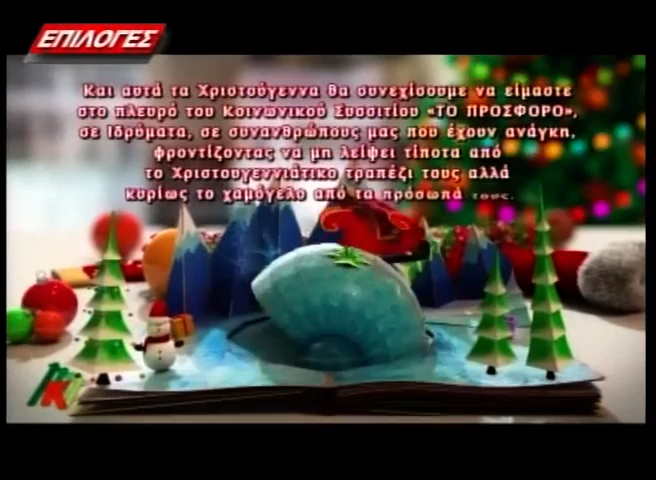 ΕΠΙΛΟΓΕΣ
Και αυτά τα Χριστούγεννα θα συνεχίσουμε να είμαστε
στο πλευρό του Κοινωνικού Συσσιτίου «ΤΟ ΠΡΟΣΦΟΡΟ»,
σε Ιδρύματα, σε συνανθρώπους μας που έχουν ανάγκη,
φροντίζοντας να μη λείψει τίποτα από
το Χριστουγεννιάτικο τραπέζι τους αλλά
κυρίως το χαμόγελο από τα πρόσωπά τους.